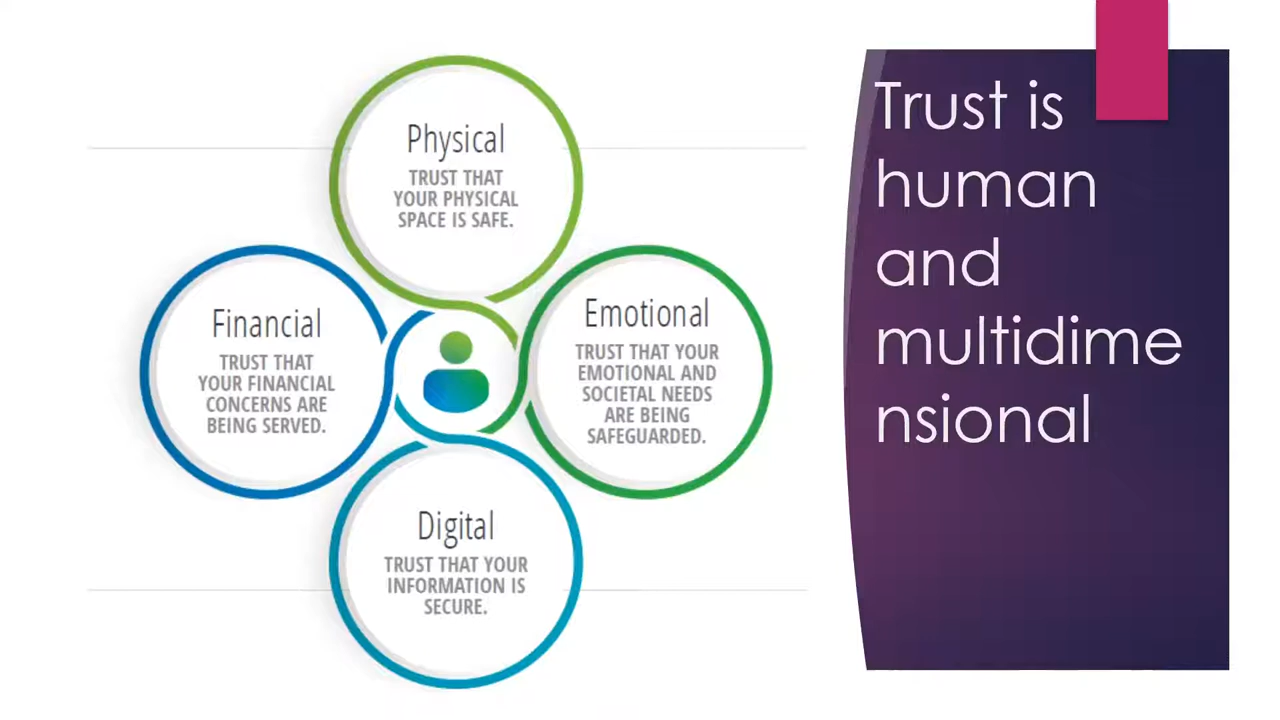 Physical
TRUST THAT
YOUR PHYSICAL
SPACE IS SAFE.
Financial
TRUST THAT
YOUR FINANCIAL
CONCERNS ARE
BEING SERVED.
Emotional
TRUST THAT YOUR
EMOTIONAL AND
SOCIETAL NEEDS
ARE BEING
SAFEGUARDED.
Digital
TRUST THAT YOUR
INFORMATION IS
SECURE.
Trust is
human
and
multidime
nsional